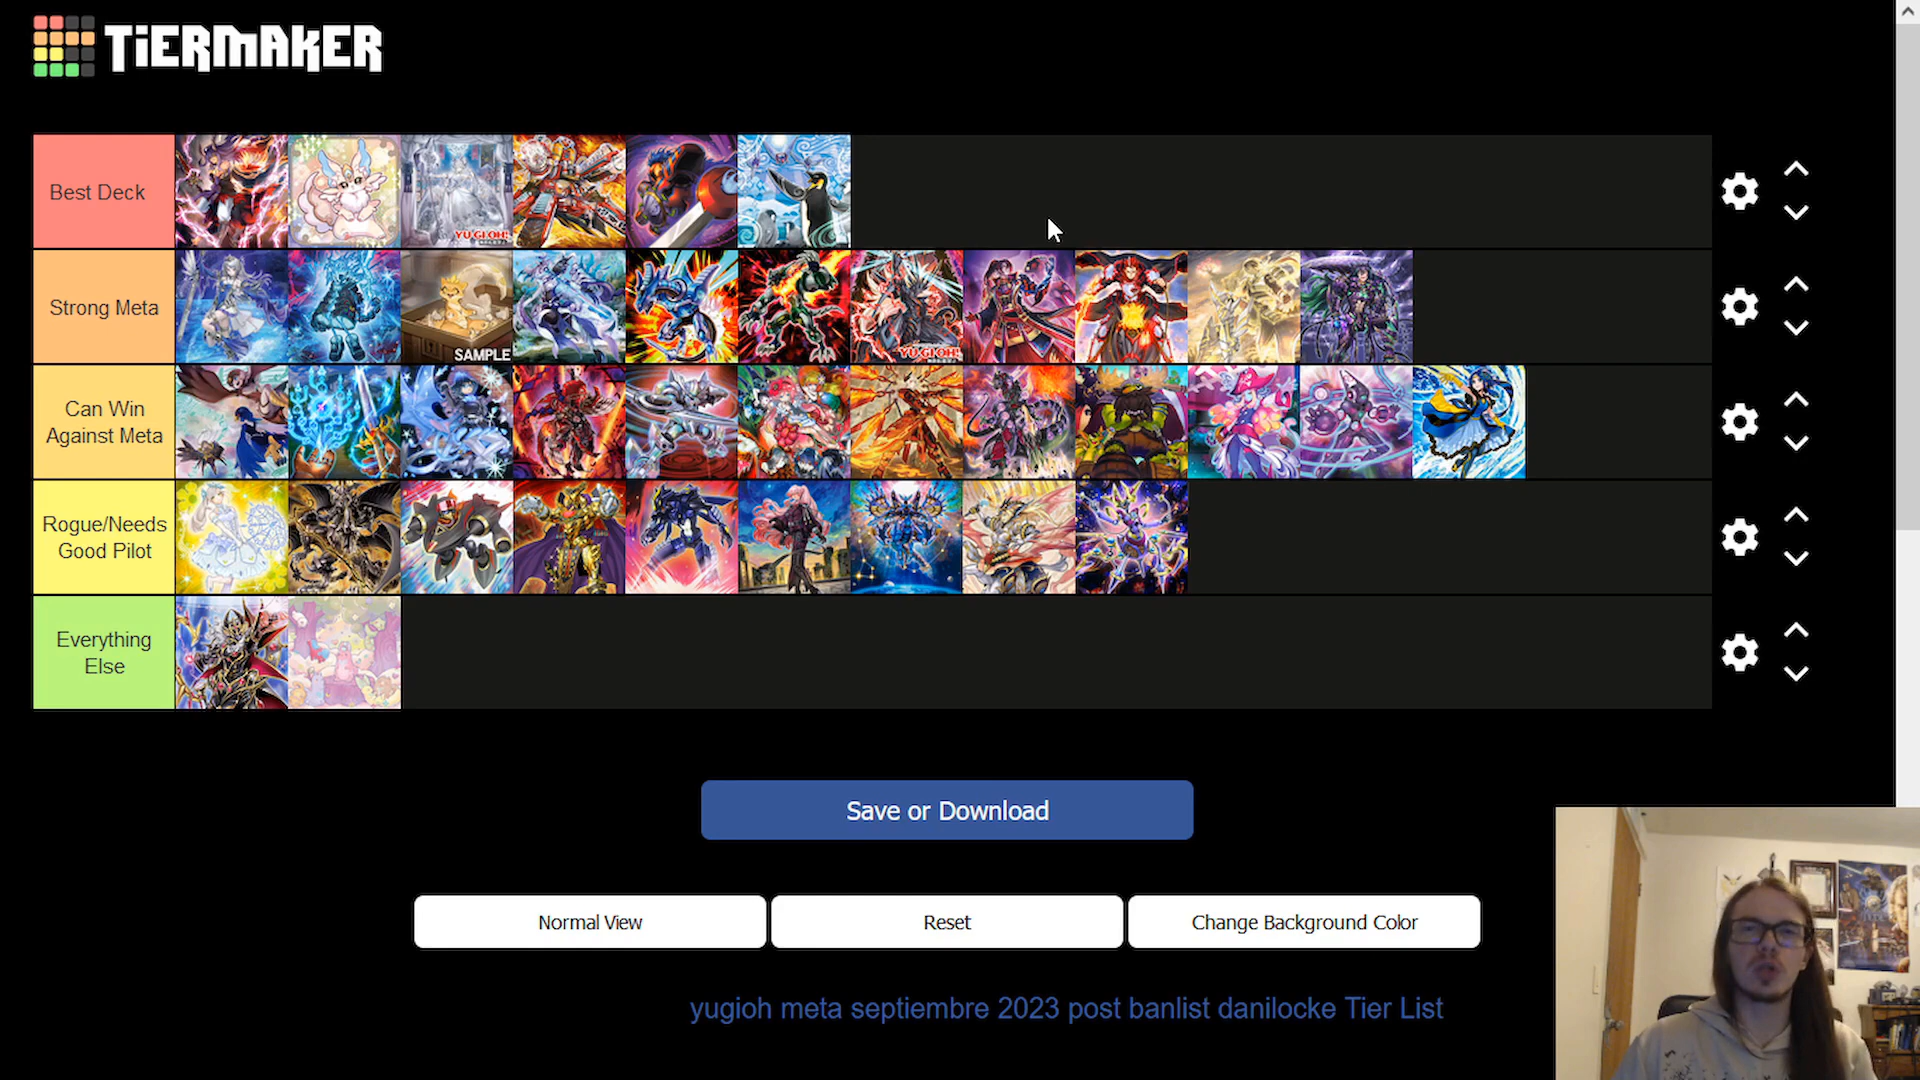 TiERMAKER
Best Deck
YU-GI-OH!
Strong Meta
SAMPLE
YU-GI-OH!
Can Win
Against Meta
Rogue/Needs
Good Pilot
Everything
Else
Save or Download
Normal View
Reset
Change Background Color
yugioh meta septiembre 2023 post banlist danilocke Tier List